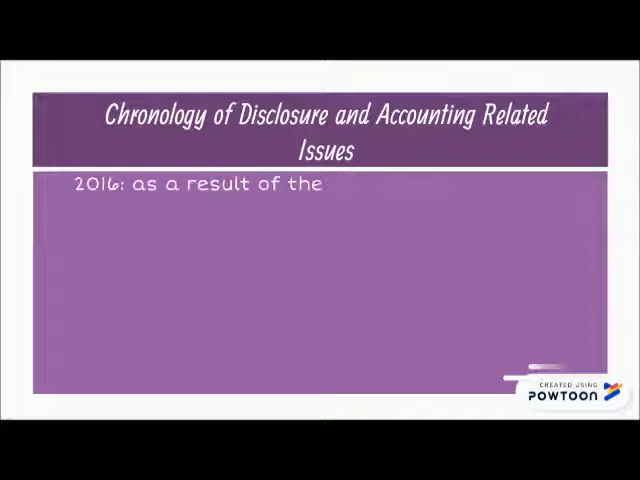 Chronology of Disclosure and Accounting Related
Issues
2016: as a result of the
CREATED USING
POWTOON